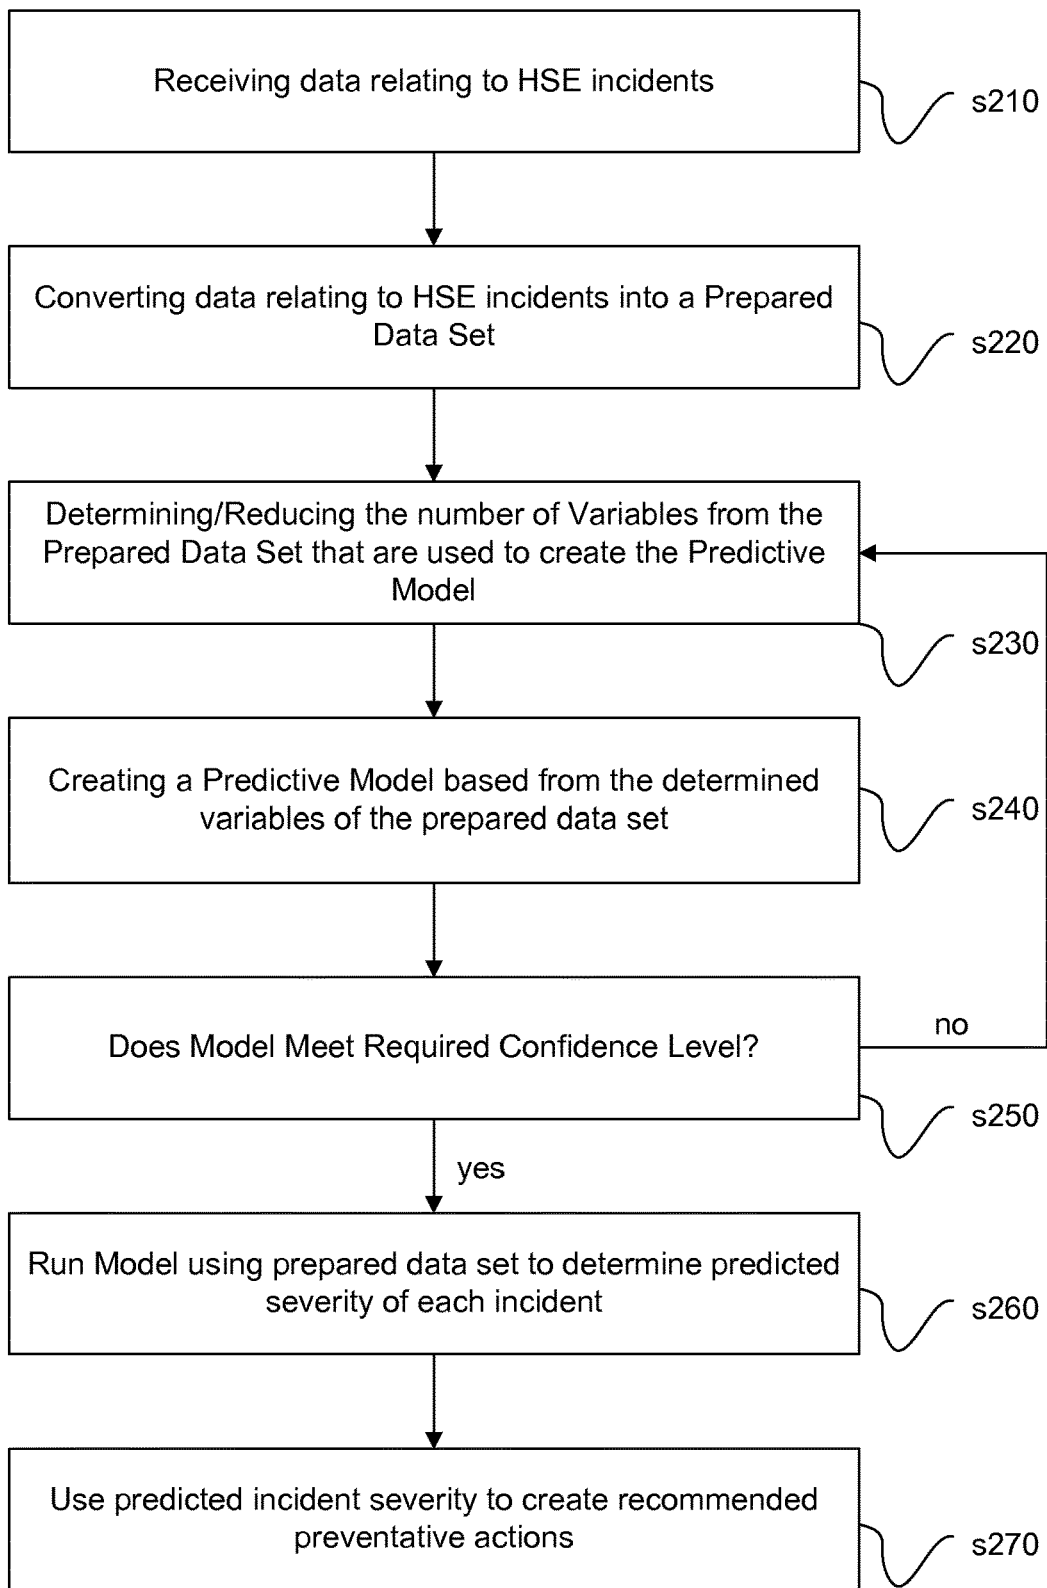 Receiving data relating to HSE incidents
s210
Converting data relating to HSE incidents into a Prepared
Data Set
s220
Determining/Reducing the number of Variables from the
Prepared Data Set that are used to create the Predictive
Model
s230
Creating a Predictive Model based from the determined
variables of the prepared data set
s240
Does Model Meet Required Confidence Level?
no
s250
yes
Run Model using prepared data set to determine predicted
severity of each incident
s260
Use predicted incident severity to create recommended
preventative actions
s270